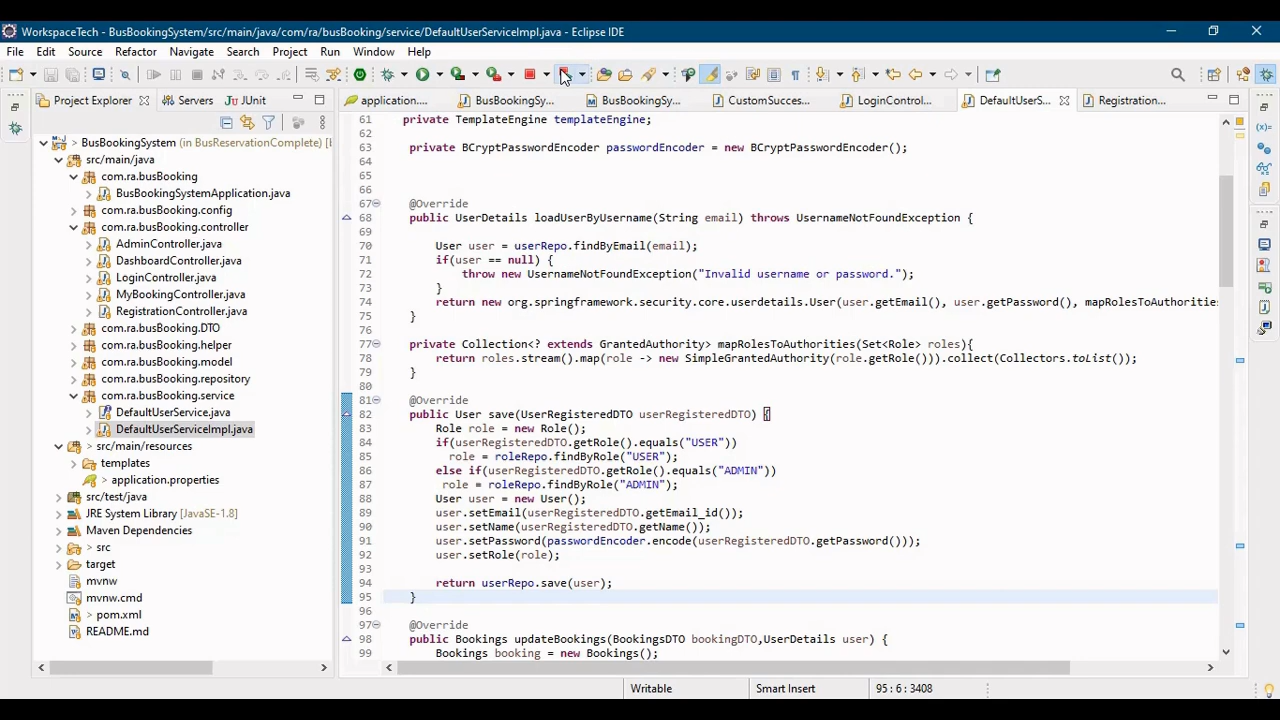 WorkspaceTech - BusBookingSystem/src/main/java/com/ra/busBooking/service/DefaultUserServiceImpl.java - Eclipse IDE
File Edit Source Refactor Navigate Search Project Run Window Help
Project Explorer Servers JUnit
application.... BusBookingSy... BusBookingSy... CustomSucces... LoginControl... DefaultUserS... Registration...
BusBookingSystem (in BusReservationComplete) [b
src/main/java
com.ra.busBooking
BusBookingSystemApplication.java
com.ra.busBooking.config
com.ra.busBooking.controller
AdminController.java
DashboardController.java
LoginController.java
MyBookingController.java
RegistrationController.java
com.ra.busBooking.DTO
com.ra.busBooking.helper
com.ra.busBooking.model
com.ra.busBooking.repository
com.ra.busBooking.service
DefaultUserService.java
DefaultUserServiceImpl.java
src/main/resources
templates
application.properties
src/test/java
JRE System Library [JavaSE-1.8]
Maven Dependencies
src
target
mvnw
mvnw.cmd
pom.xml
README.md
61 private TemplateEngine templateEngine;
62
63 private BCryptPasswordEncoder passwordEncoder = new BCryptPasswordEncoder();
64
65
66
67 @Override
68 public UserDetails loadUserByUsername(String email) throws UsernameNotFoundException {
69
70 User user = userRepo.findByEmail(email);
71 if(user == null) {
72 throw new UsernameNotFoundException("Invalid username or password.");
73 }
74 return new org.springframework.security.core.userdetails.User(user.getEmail(), user.getPassword(), mapRolesToAuthorities
75 }
76
77 private Collection<? extends GrantedAuthority> mapRolesToAuthorities(Set<Role> roles){
78 return roles.stream().map(role -> new SimpleGrantedAuthority(role.getRole())).collect(Collectors.toList());
79 }
80
81 @Override
82 public User save(UserRegisteredDTO userRegisteredDTO) {
83 Role role = new Role();
84 if(userRegisteredDTO.getRole().equals("USER"))
85 role = roleRepo.findByRole("USER");
86 else if(userRegisteredDTO.getRole().equals("ADMIN"))
87 role = roleRepo.findByRole("ADMIN");
88 User user = new User();
89 user.setEmail(userRegisteredDTO.getEmail_id());
90 user.setName(userRegisteredDTO.getName());
91 user.setPassword(passwordEncoder.encode(userRegisteredDTO.getPassword()));
92 user.setRole(role);
93
94 return userRepo.save(user);
95 }
96
97 @Override
98 public Bookings updateBookings(BookingsDTO bookingDTO,UserDetails user) {
99 Bookings booking = new Bookings();
Writable Smart Insert 95 : 6 : 3408